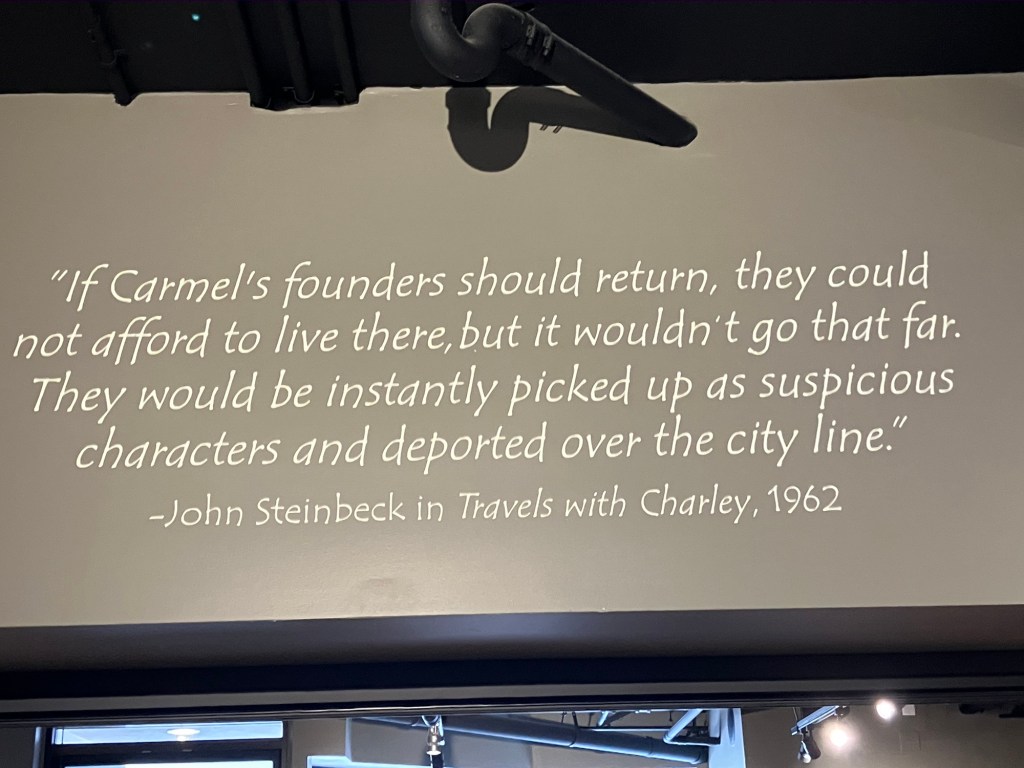 "If Carmel's founders should return, they could
not afford to live there, but it wouldn't go that far.
They would be instantly picked up as suspicious
characters and deported over the city line."
-John Steinbeck in Travels with Charley, 1962